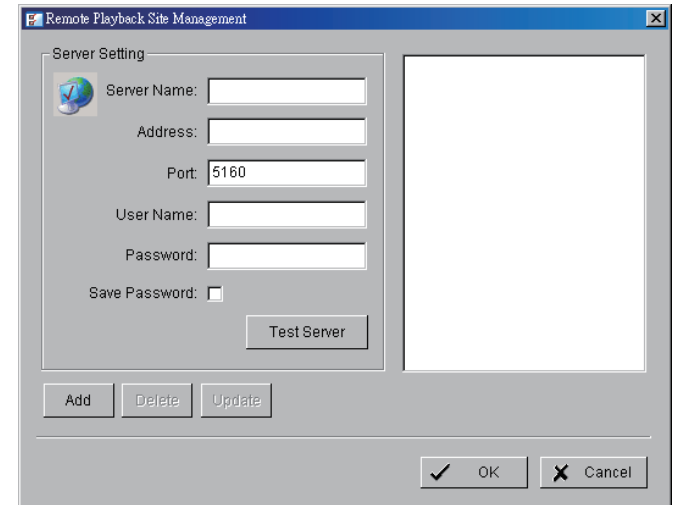 Remote Playback Site Management
Server Setting
Server Name:
Address:
Port: 5160
User Name:
Password:
Save Password:
Test Server
Add Delete Update
OK Cancel